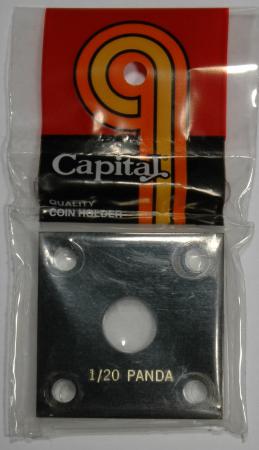 Capital
QUALITY
COIN HOLDER
1/20 PANDA